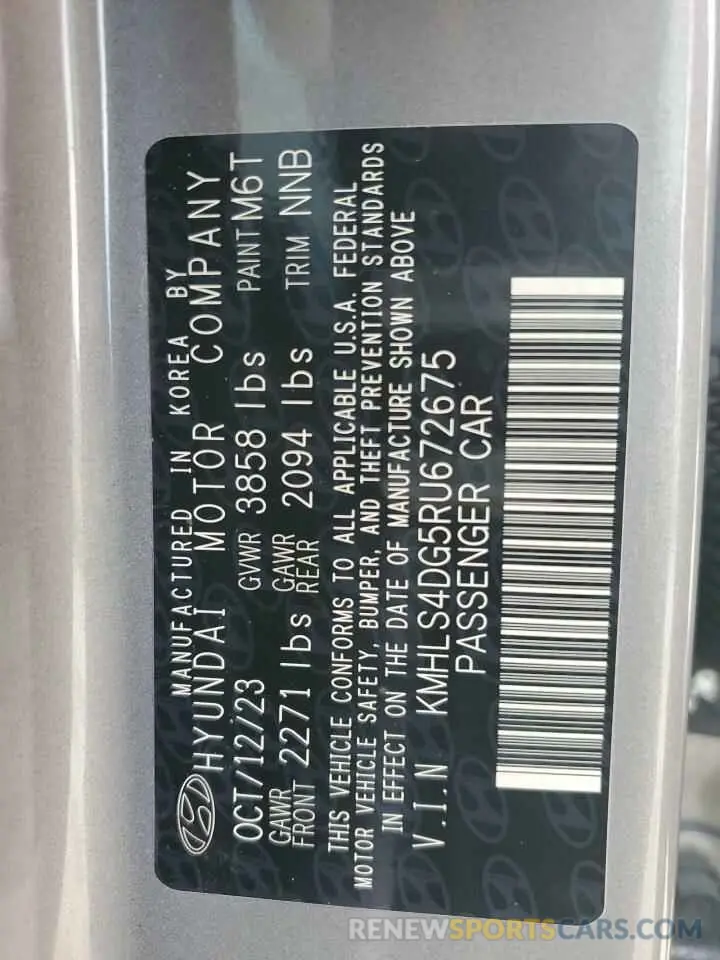 MANUFACTURED IN KOREA BY
HYUNDAI MOTOR COMPANY
OCT/12/23 GVWR 3858 lbs PAINT M6T
GAWR FRONT 2271 lbs GAWR REAR 2094 lbs TRIM NNB
THIS VEHICLE CONFORMS TO ALL APPLICABLE U.S.A. FEDERAL
MOTOR VEHICLE SAFETY, BUMPER, AND THEFT PREVENTION STANDARDS
IN EFFECT ON THE DATE OF MANUFACTURE SHOWN ABOVE
V.I.N KMHLS4DG5RU672675
PASSENGER CAR
RENEWSPORTSCARS.COM